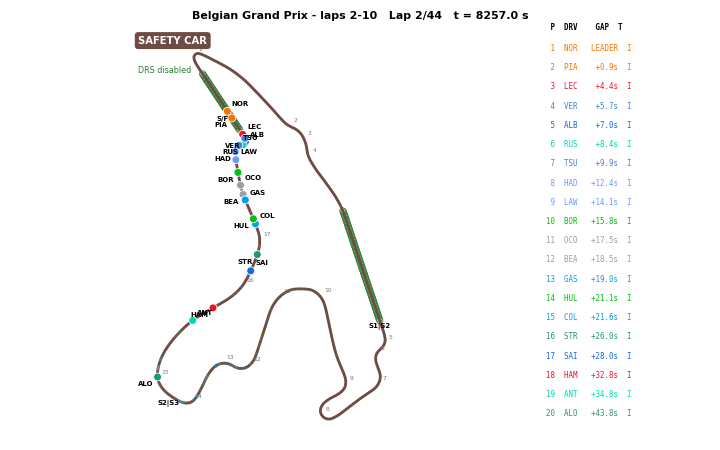 Belgian Grand Prix - laps 2-10 Lap 2/44 t = 8257.0 s
SAFETY CAR
DRS disabled
P DRV GAP T
1 NOR LEADER I
2 PIA +0.9s I
3 LEC +4.4s I
4 VER +5.7s I
5 ALB +7.0s I
6 RUS +8.4s I
7 TSU +9.9s I
8 HAD +12.4s I
9 LAW +14.1s I
10 BOR +15.8s I
11 OCO +17.5s I
12 BEA +18.5s I
13 GAS +19.0s I
14 HUL +21.1s I
15 COL +21.6s I
16 STR +26.0s I
17 SAI +28.0s I
18 HAM +32.8s I
19 ANT +34.8s I
20 ALO +43.8s I
NOR
S/F
PIA
LEC
ALB
TSU
VER
RUS
LAW
HAD
BOR
OCO
GAS
BEA
COL
HUL
STR
SAI
HAM
ANT
ALO
S1|S2
S2|S3
2
3
4
5
7
8
9
10
12
13
15
16
17